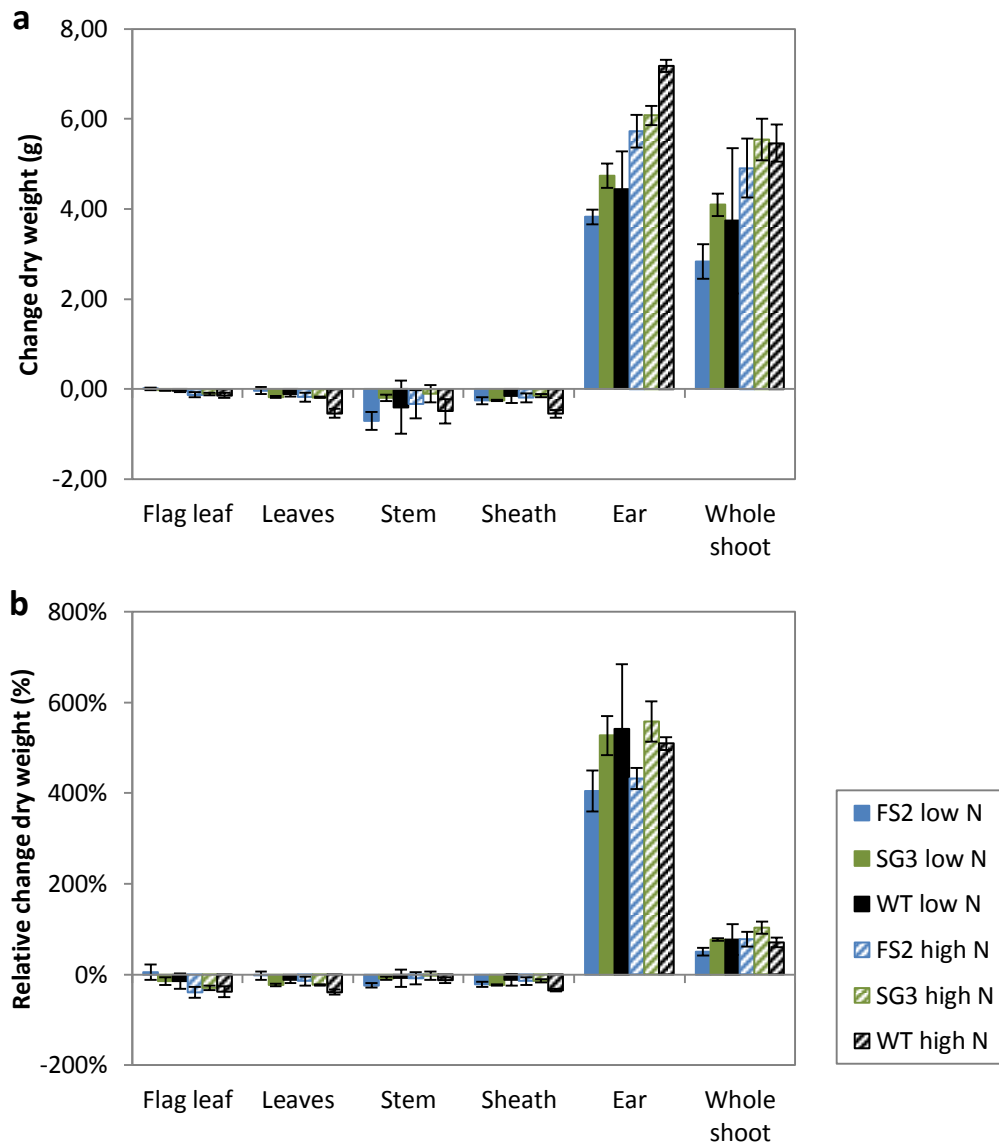 a
Change dry weight (g)
8,00
6,00
4,00
2,00
0,00
-2,00
Flag leaf Leaves Stem Sheath Ear Whole
shoot
b
Relative change dry weight (%)
800%
600%
400%
200%
0%
-200%
Flag leaf Leaves Stem Sheath Ear Whole
shoot
FS2 low N
SG3 low N
WT low N
FS2 high N
SG3 high N
WT high N